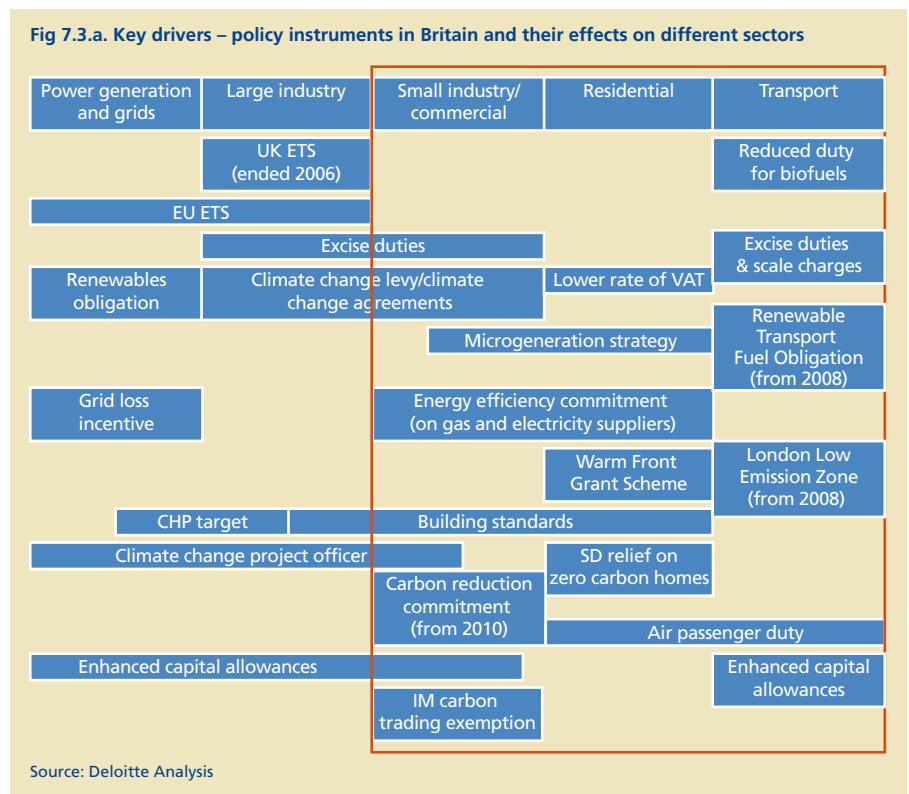 Fig 7.3.a. Key drivers – policy instruments in Britain and their effects on different sectors
Power generation
and grids
Large industry
Small industry/
commercial
Residential
Transport
UK ETS
(ended 2006)
Reduced duty
for biofuels
EU ETS
Excise duties
Excise duties
& scale charges
Renewables
obligation
Climate change levy/climate
change agreements
Lower rate of VAT
Renewable
Transport
Fuel Obligation
(from 2008)
Microgeneration strategy
Grid loss
incentive
Energy efficiency commitment
(on gas and electricity suppliers)
Warm Front
Grant Scheme
London Low
Emission Zone
(from 2008)
CHP target
Building standards
Climate change project officer
SD relief on
zero carbon homes
Carbon reduction
commitment
(from 2010)
Air passenger duty
Enhanced capital allowances
Enhanced capital
allowances
IM carbon
trading exemption
Source: Deloitte Analysis